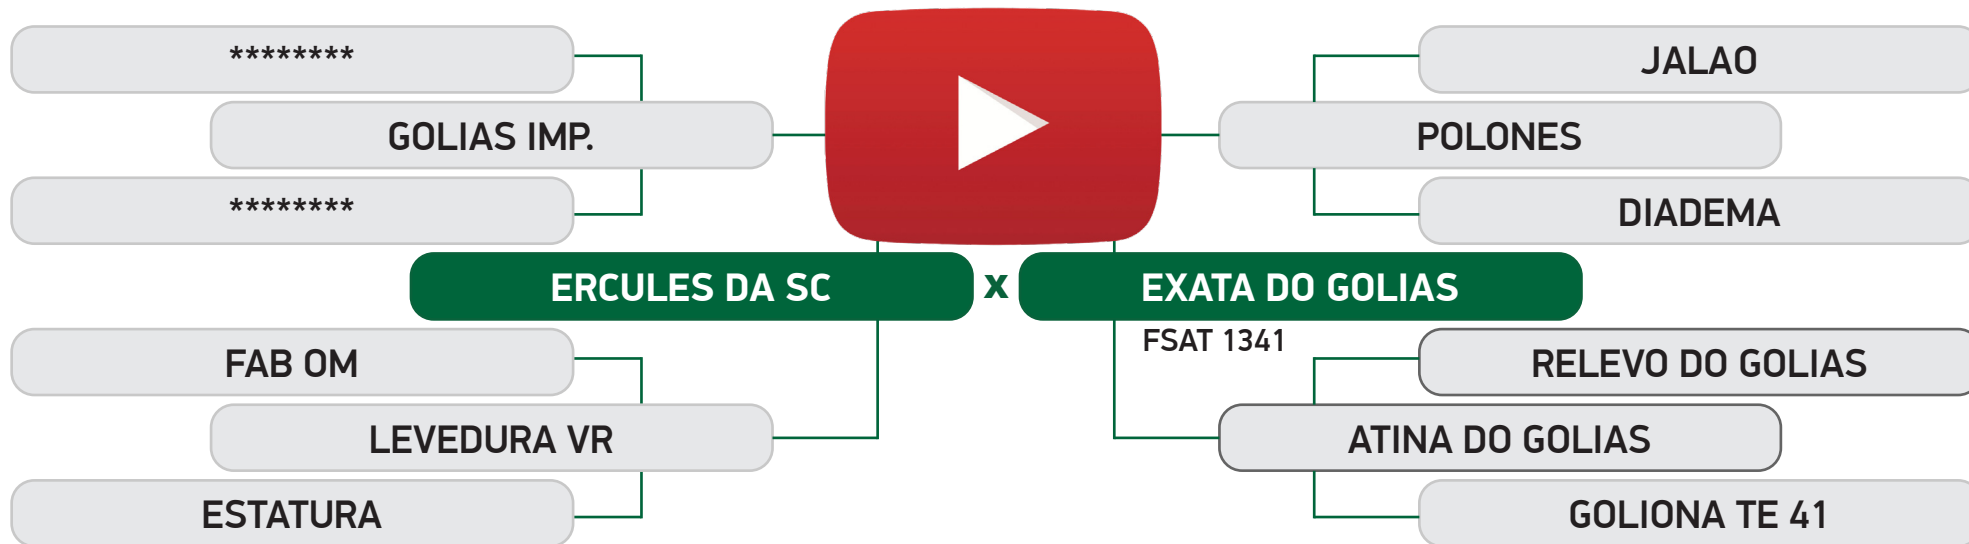 ********
JALAO
GOLIAS IMP.
POLONES
********
DIADEMA
ERCULES DA SC
x
EXATA DO GOLIAS
FSAT 1341
FAB OM
RELEVO DO GOLIAS
LEVEDURA VR
ATINA DO GOLIAS
ESTATURA
GOLIONA TE 41